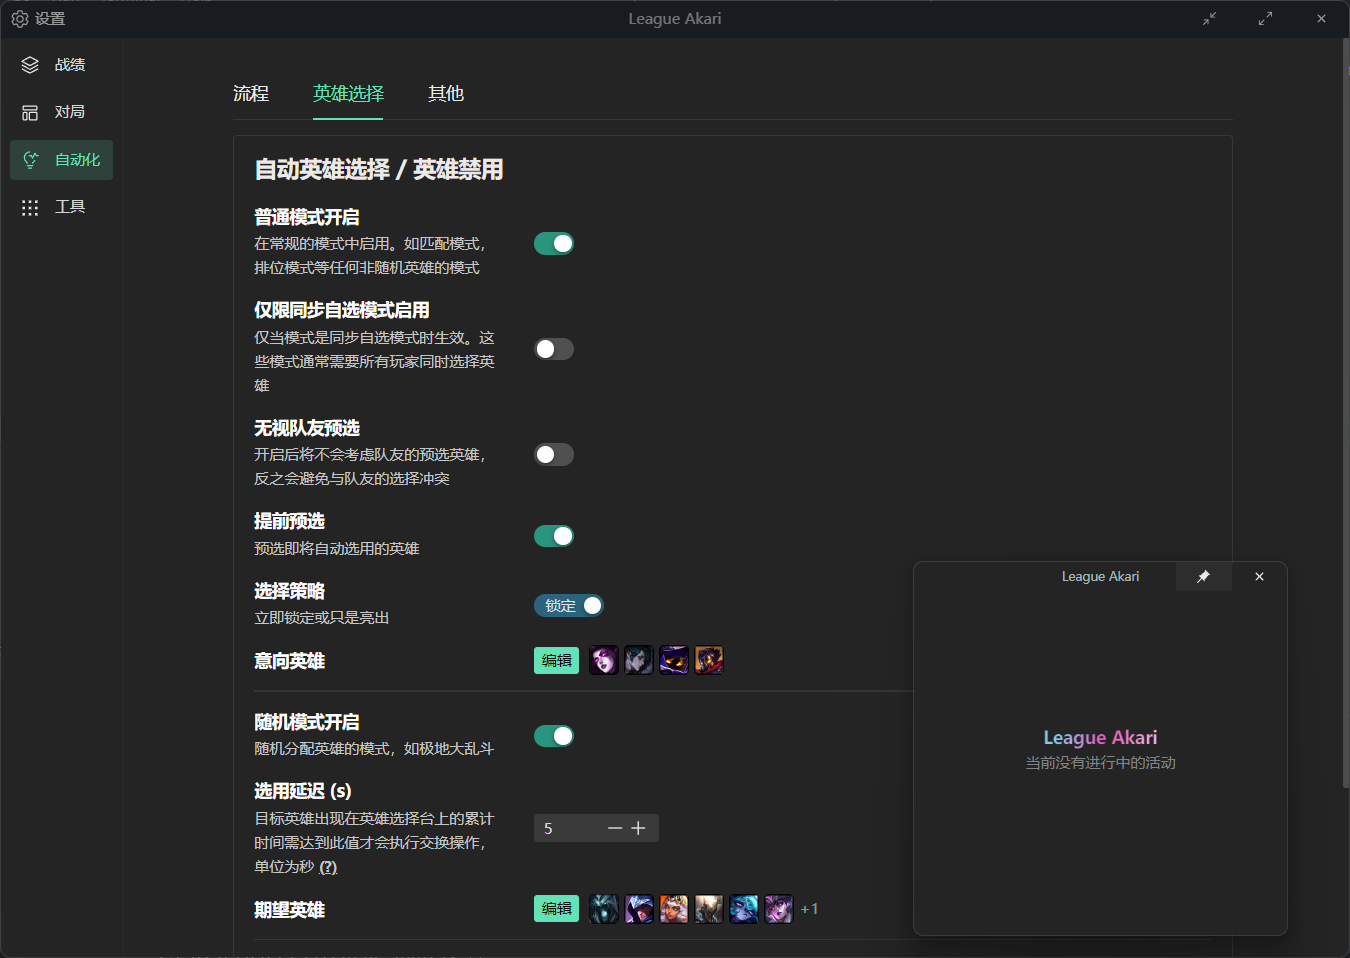 设置
League Akari
战绩
对局
自动化
工具
流程
英雄选择
其他
自动英雄选择 / 英雄禁用
普通模式开启
在常规的模式中启用。如匹配模式，
排位模式等任何非随机英雄的模式
仅限同步自选模式启用
仅当模式是同步自选模式时生效。这
些模式通常需要所有玩家同时选择英
雄
无视队友预选
开启后将不会考虑队友的预选英雄，
反之会避免与队友的选择冲突
提前预选
预选即将自动选用的英雄
选择策略
立即锁定或只是亮出
锁定
意向英雄
编辑
随机模式开启
随机分配英雄的模式，如极地大乱斗
选用延迟 (s)
目标英雄出现在英雄选择台上的累计
时间需达到此值才会执行交换操作，
单位为秒 (?)
5
期望英雄
编辑
+1
League Akari
League Akari
当前没有进行中的活动